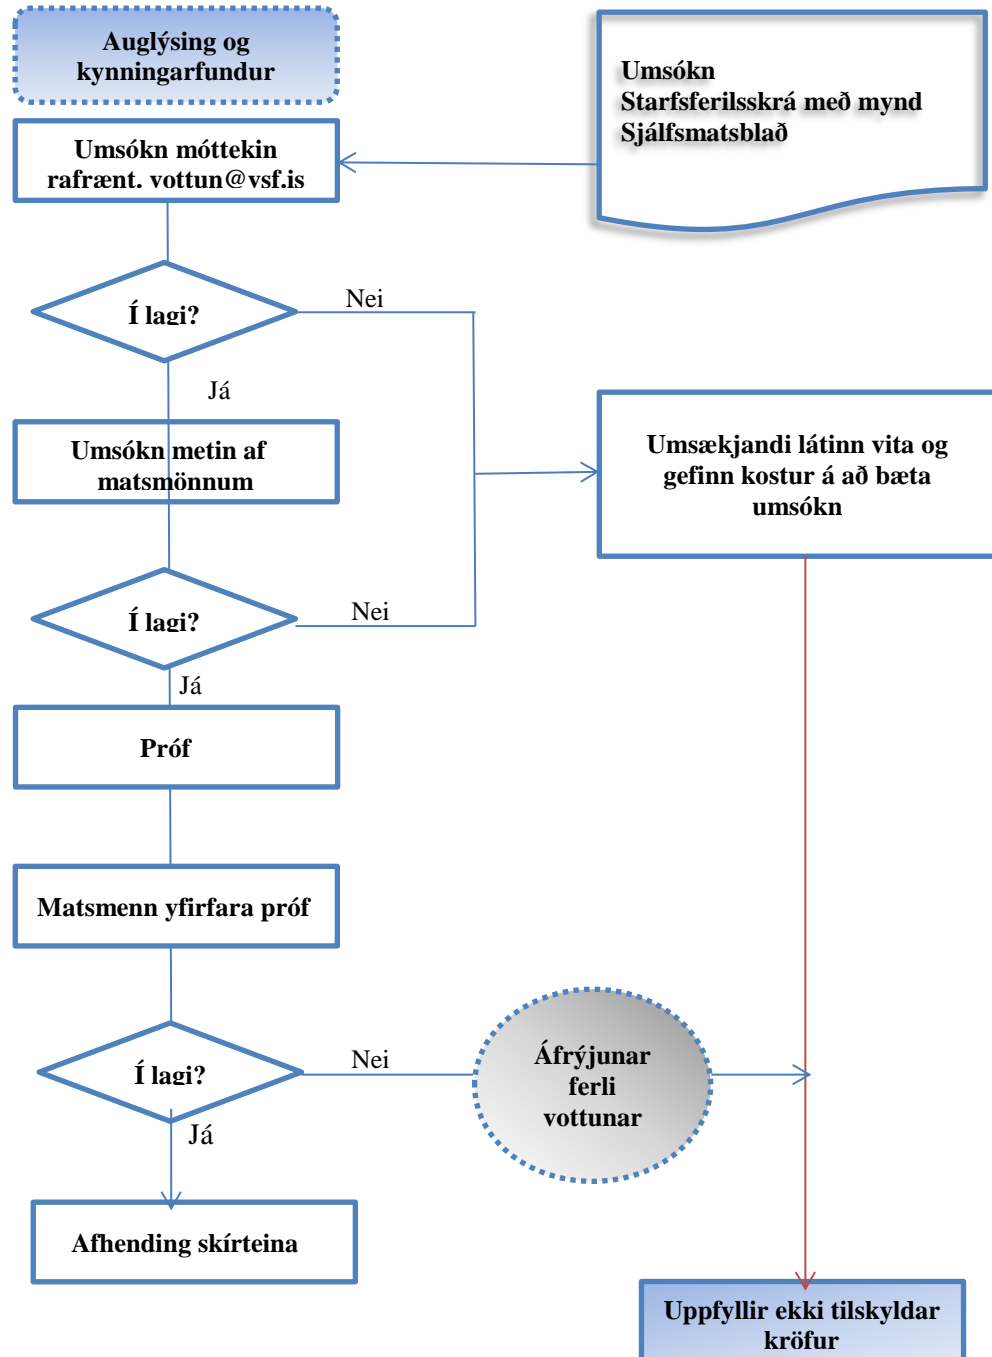 Auglýsing og
kynningarfundur
Umsókn
Starfsferilsskrá með mynd
Sjálfsmatsblað
Umsókn móttekin
rafrænt. vottun@vsf.is
Í lagi?
Nei
Já
Umsókn metin af
matsmönnum
Umsækjandi látinn vita og
gefinn kostur á að bæta
umsókn
Í lagi?
Nei
Já
Próf
Matsmenn yfirfara próf
Í lagi?
Nei
Áfrýjunar
ferli
vottunar
Já
Afhending skírteina
Uppfyllir ekki tilskyldar
kröfur